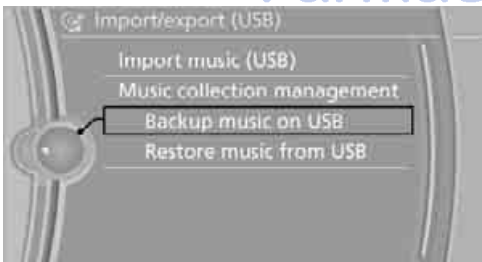 Import/export (USB)
Import music (USB)
Music collection management
Backup music on USB
Restore music from USB